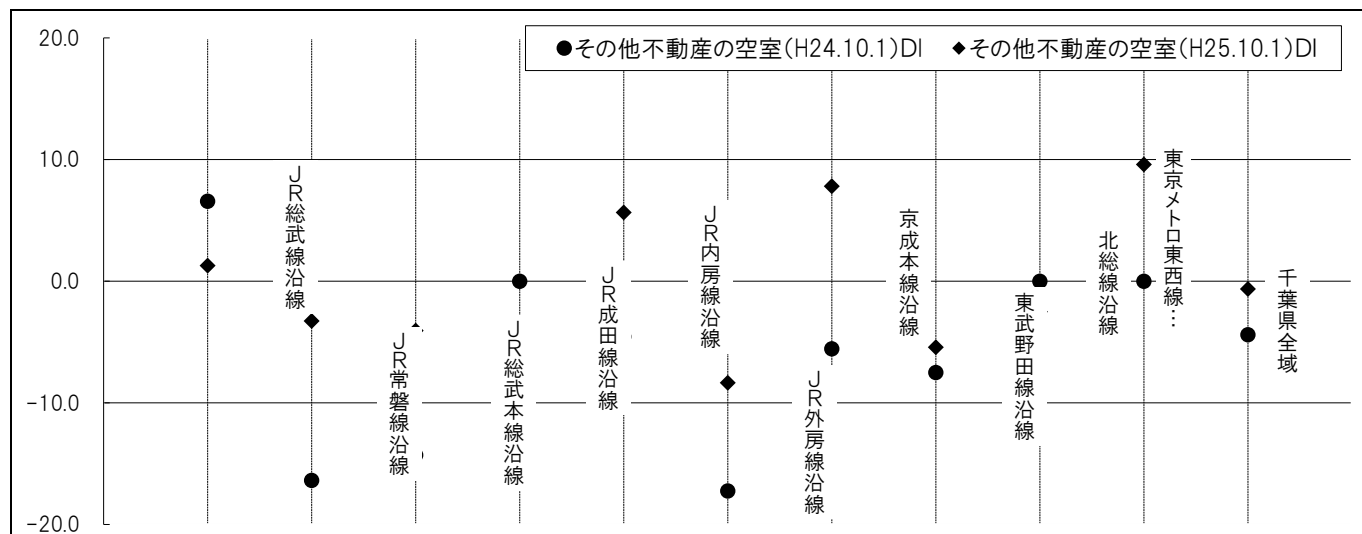 20.0
●その他不動産の空室(H24.10.1)DI ◆その他不動産の空室(H25.10.1)DI
10.0
0.0
-10.0
-20.0
JR総武線沿線
JR常磐線沿線
JR総武本線沿線
JR成田線沿線
JR内房線沿線
JR外房線沿線
京成本線沿線
東武野田線沿線
北総線沿線
東京メトロ東西線…
千葉県全域